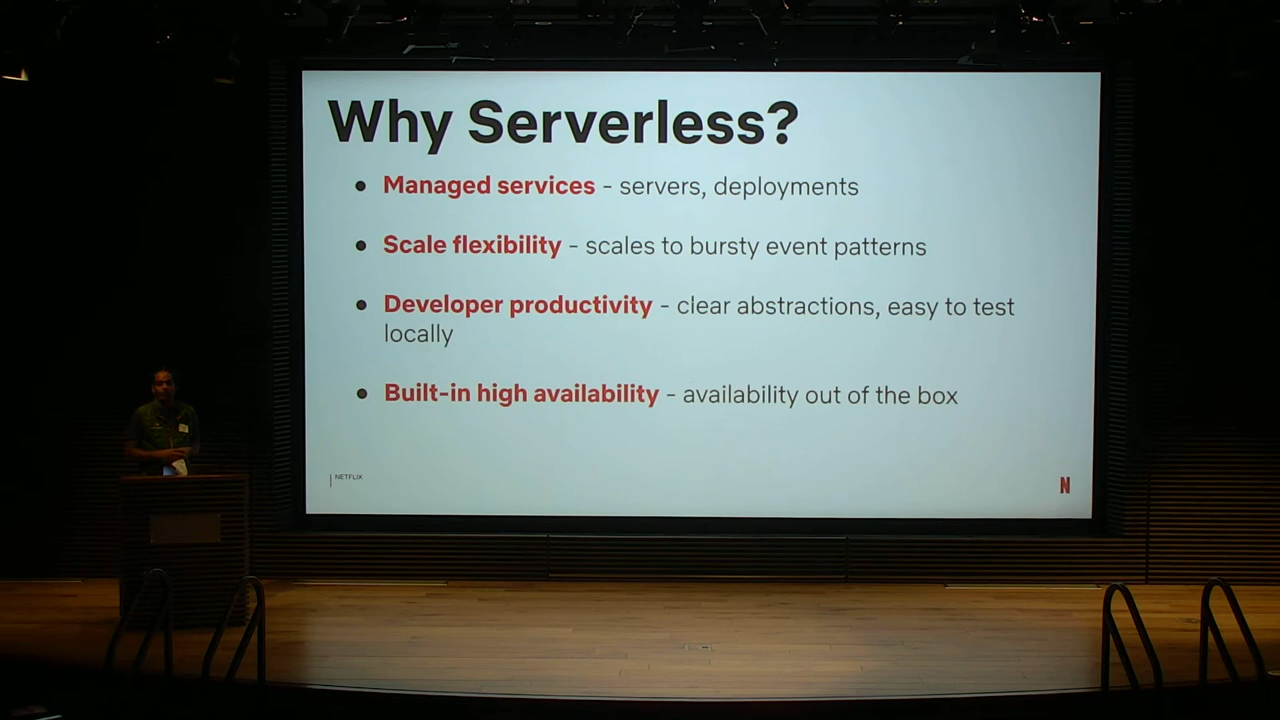 Why Serverless?
● Managed services - servers, deployments
● Scale flexibility - scales to bursty event patterns
● Developer productivity - clear abstractions, easy to test
locally
● Built-in high availability - availability out of the box
NETFLIX
N